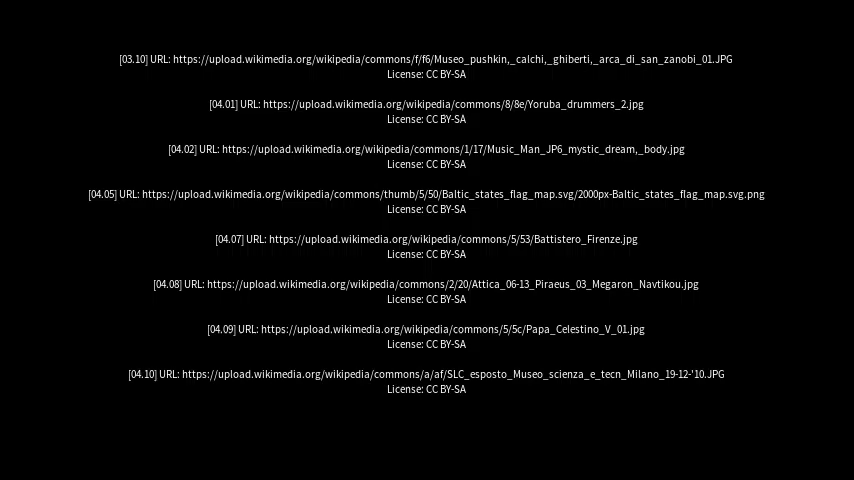 [03.10] URL: https://upload.wikimedia.org/wikipedia/commons/f/f6/Museo_pushkin,_calchi,_ghiberti,_arca_di_san_zanobi_01.JPG
License: CC BY-SA
[04.01] URL: https://upload.wikimedia.org/wikipedia/commons/8/8e/Yoruba_drummers_2.jpg
License: CC BY-SA
[04.02] URL: https://upload.wikimedia.org/wikipedia/commons/1/17/Music_Man_JP6_mystic_dream,_body.jpg
License: CC BY-SA
[04.05] URL: https://upload.wikimedia.org/wikipedia/commons/thumb/5/50/Baltic_states_flag_map.svg/2000px-Baltic_states_flag_map.svg.png
License: CC BY-SA
[04.07] URL: https://upload.wikimedia.org/wikipedia/commons/5/53/Battistero_Firenze.jpg
License: CC BY-SA
[04.08] URL: https://upload.wikimedia.org/wikipedia/commons/2/20/Attica_06-13_Piraeus_03_Megaron_Navtikou.jpg
License: CC BY-SA
[04.09] URL: https://upload.wikimedia.org/wikipedia/commons/5/5c/Papa_Celestino_V_01.jpg
License: CC BY-SA
[04.10] URL: https://upload.wikimedia.org/wikipedia/commons/a/af/SLC_esposto_Museo_scienza_e_tecn_Milano_19-12-'10.JPG
License: CC BY-SA